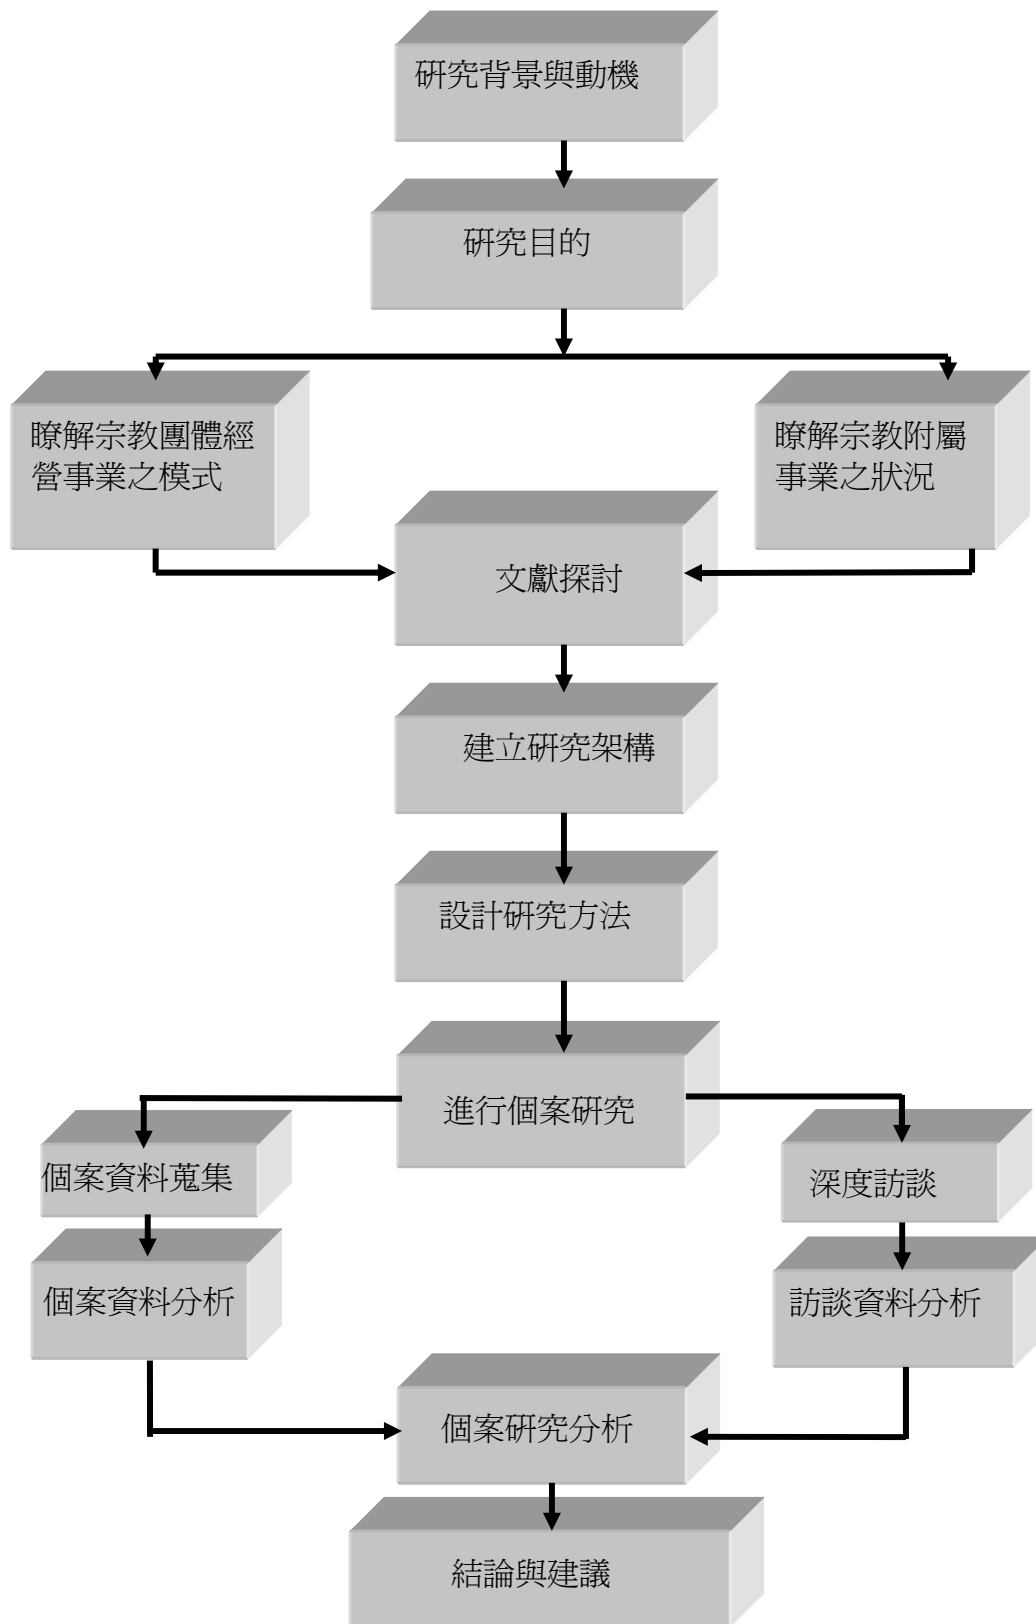 研究背景與動機
研究目的
瞭解宗教團體經
營事業之模式
瞭解宗教附屬
事業之狀況
文獻探討
建立研究架構
設計研究方法
進行個案研究
個案資料蒐集
深度訪談
個案資料分析
訪談資料分析
個案研究分析
結論與建議